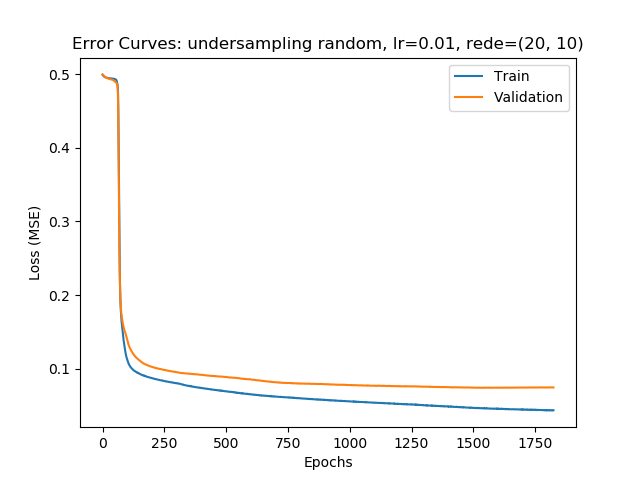 Error Curves: undersampling random, lr=0.01, rede=(20, 10)
Train
Validation
0.5
0.4
0.3
0.2
0.1
Loss (MSE)
0 250 500 750 1000 1250 1500 1750
Epochs